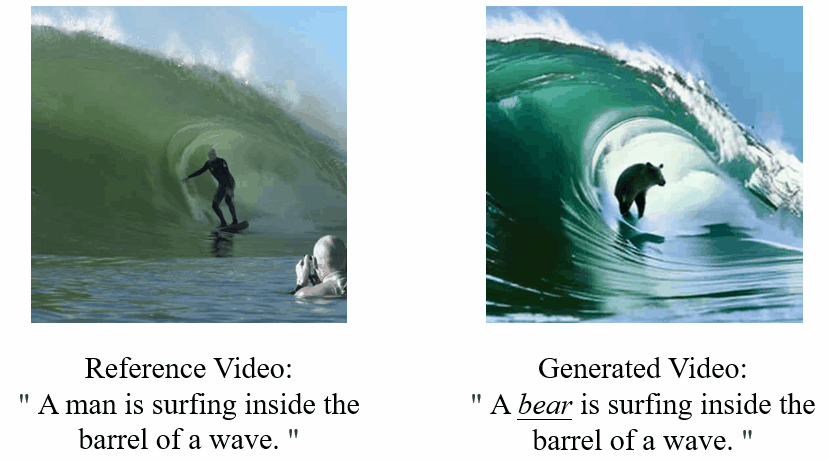 Reference Video:
" A man is surfing inside the
barrel of a wave. "
Generated Video:
" A bear is surfing inside the
barrel of a wave. "